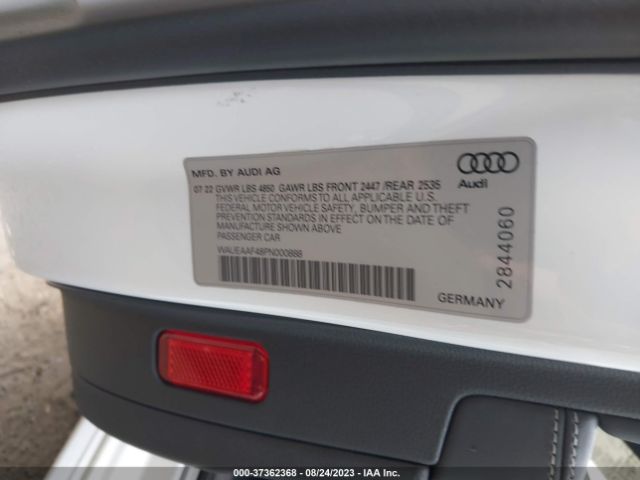 MFD. BY AUDI AG
07 22 GVWR LBS 4850 GAWR LBS FRONT 2447 /REAR 2535
THIS VEHICLE CONFORMS TO ALL APPLICABLE U.S.
FEDERAL MOTOR VEHICLE SAFETY, BUMPER AND THEFT
PREVENTION STANDARDS IN EFFECT ON THE DATE OF
MANUFACTURE SHOWN ABOVE
PASSENGER CAR
WAUEAAF48PN000888
Audi
2844060
GERMANY
000-37362368 - 08/24/2023 - IAA Inc.